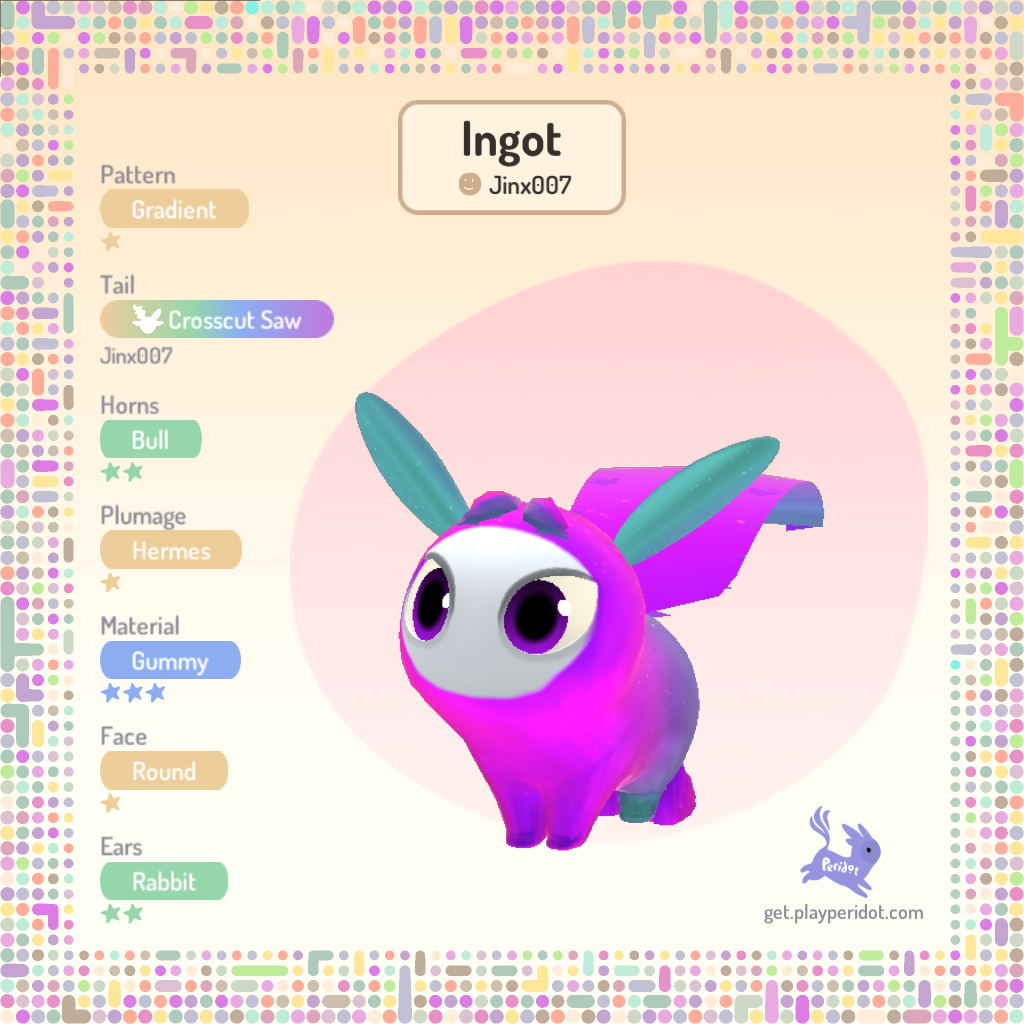 Ingot
Jinx007
Pattern
Gradient
Tail
Crosscut Saw
Jinx007
Horns
Bull
Plumage
Hermes
Material
Gummy
Face
Round
Ears
Rabbit
Peridot
get.playperidot.com